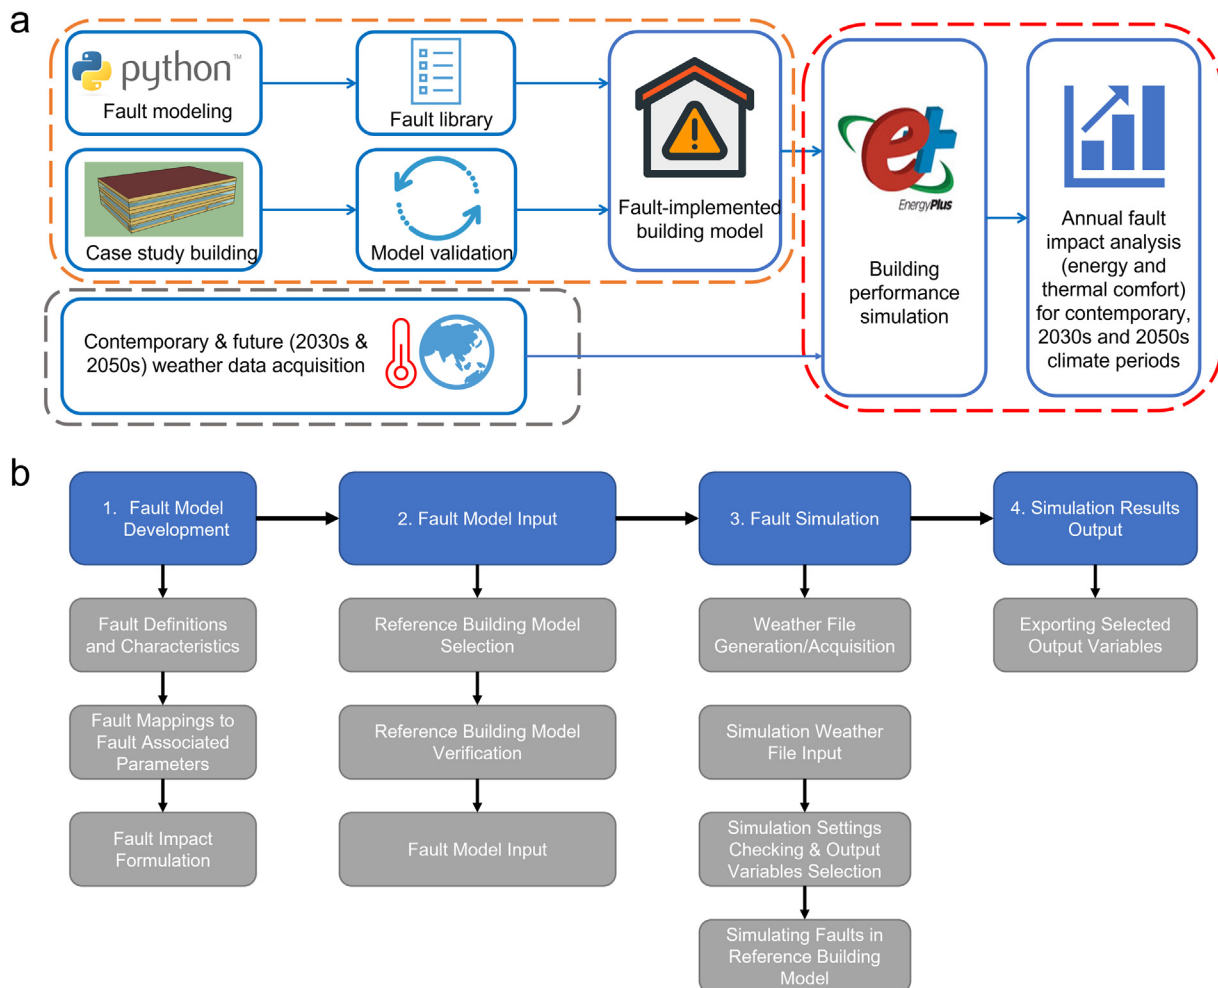 a
python™
Fault modeling
Fault library
Case study building
Model validation
Fault-implemented
building model
Contemporary & future (2030s &
2050s) weather data acquisition
e+
EnergyPlus
Building
performance
simulation
Annual fault
impact analysis
(energy and
thermal comfort)
for contemporary,
2030s and 2050s
climate periods
b
1. Fault Model
Development
2. Fault Model Input
3. Fault Simulation
4. Simulation Results
Output
Fault Definitions
and Characteristics
Fault Mappings to
Fault Associated
Parameters
Fault Impact
Formulation
Reference Building Model
Selection
Reference Building Model
Verification
Fault Model Input
Weather File
Generation/Acquisition
Simulation Weather
File Input
Simulation Settings
Checking & Output
Variables Selection
Simulating Faults in
Reference Building
Model
Exporting Selected
Output Variables